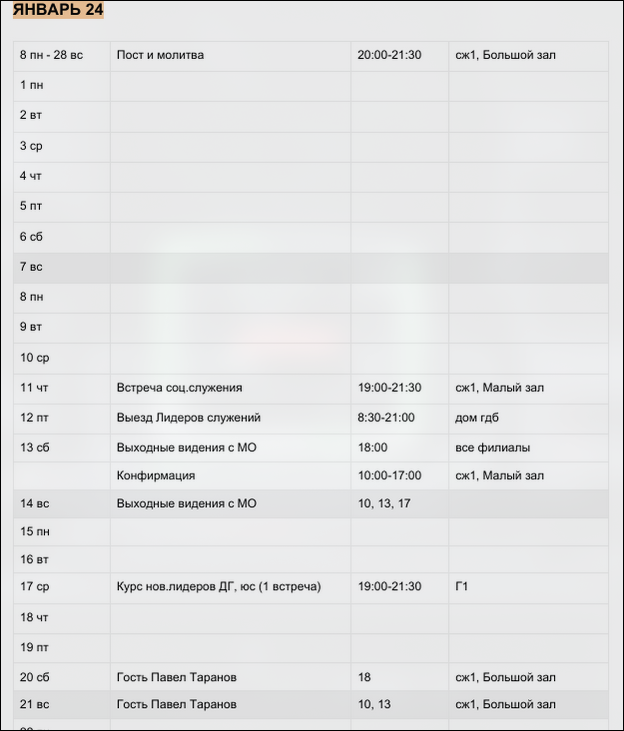 ЯНВАРЬ 24
8 пн - 28 вс Пост и молитва 20:00-21:30 сж1, Большой зал
1 пн
2 вт
3 ср
4 чт
5 пт
6 сб
7 вс
8 пн
9 вт
10 ср
11 чт Встреча соц.служения 19:00-21:30 сж1, Малый зал
12 пт Выезд Лидеров служений 8:30-21:00 дом гдб
13 сб Выходные видения с МО 18:00 все филиалы
Конфирмация 10:00-17:00 сж1, Малый зал
14 вс Выходные видения с МО 10, 13, 17
15 пн
16 вт
17 ср Курс нов.лидеров ДГ, юс (1 встреча) 19:00-21:30 Г1
18 чт
19 пт
20 сб Гость Павел Таранов 18 сж1, Большой зал
21 вс Гость Павел Таранов 10, 13 сж1, Большой зал